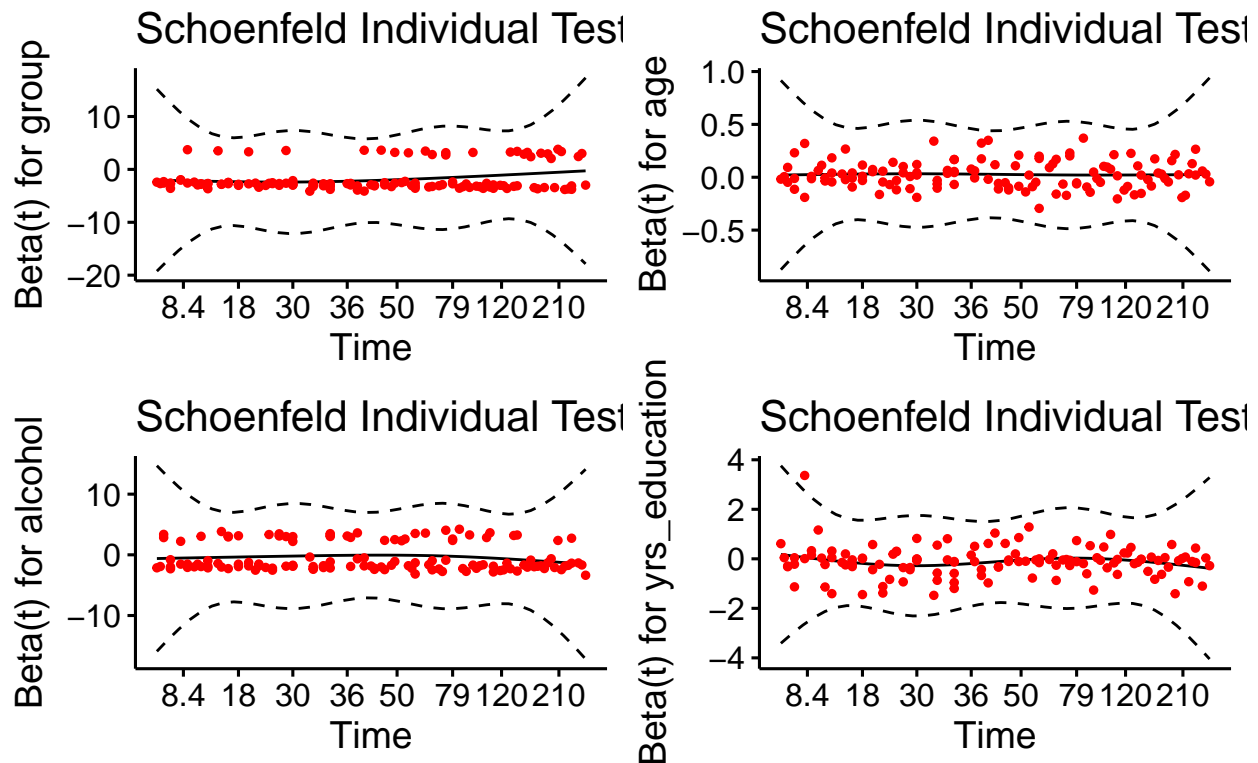 Schoenfeld Individual Test
Beta(t) for group
10
0
−10
−20
8.4 18 30 36 50 79 120 210
Time
Schoenfeld Individual Test
Beta(t) for age
1.0
0.5
0.0
−0.5
8.4 18 30 36 50 79 120 210
Time
Schoenfeld Individual Test
Beta(t) for alcohol
10
0
−10
8.4 18 30 36 50 79 120 210
Time
Schoenfeld Individual Test
Beta(t) for yrs_education
4
2
0
−2
−4
8.4 18 30 36 50 79 120 210
Time